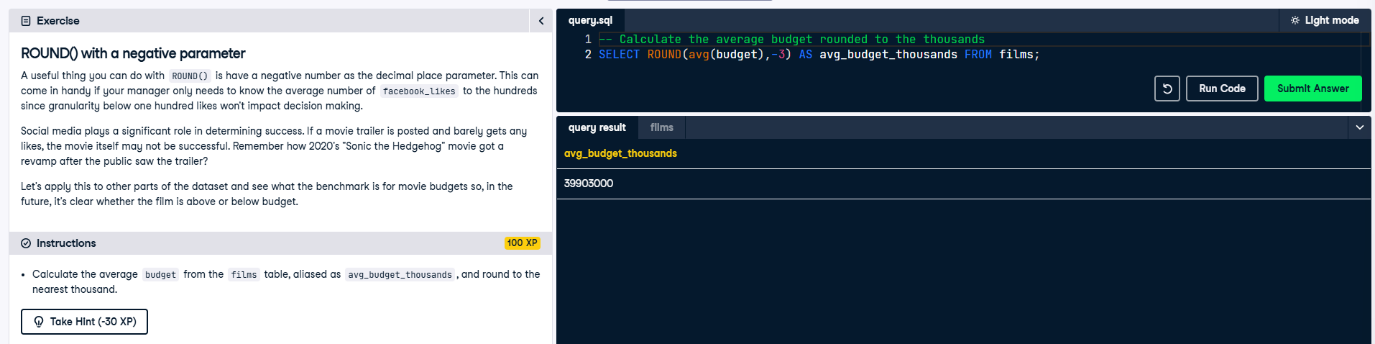 Exercise
ROUND() with a negative parameter
A useful thing you can do with ROUND() is have a negative number as the decimal place parameter. This can
come in handy if your manager only needs to know the average number of facebook_likes to the hundreds
since granularity below one hundred likes won't impact decision making.
Social media plays a significant role in determining success. If a movie trailer is posted and barely gets any
likes, the movie itself may not be successful. Remember how 2020's "Sonic the Hedgehog" movie got a
revamp after the public saw the trailer?
Let's apply this to other parts of the dataset and see what the benchmark is for movie budgets so, in the
future, it's clear whether the film is above or below budget.
Instructions
100 XP
• Calculate the average budget from the films table, aliased as avg_budget_thousands, and round to the
nearest thousand.
Take Hint (-30 XP)
query.sql
Light mode
1 -- Calculate the average budget rounded to the thousands
2 SELECT ROUND(avg(budget),-3) AS avg_budget_thousands FROM films;
Run Code
Submit Answer
query result
films
avg_budget_thousands
39903000